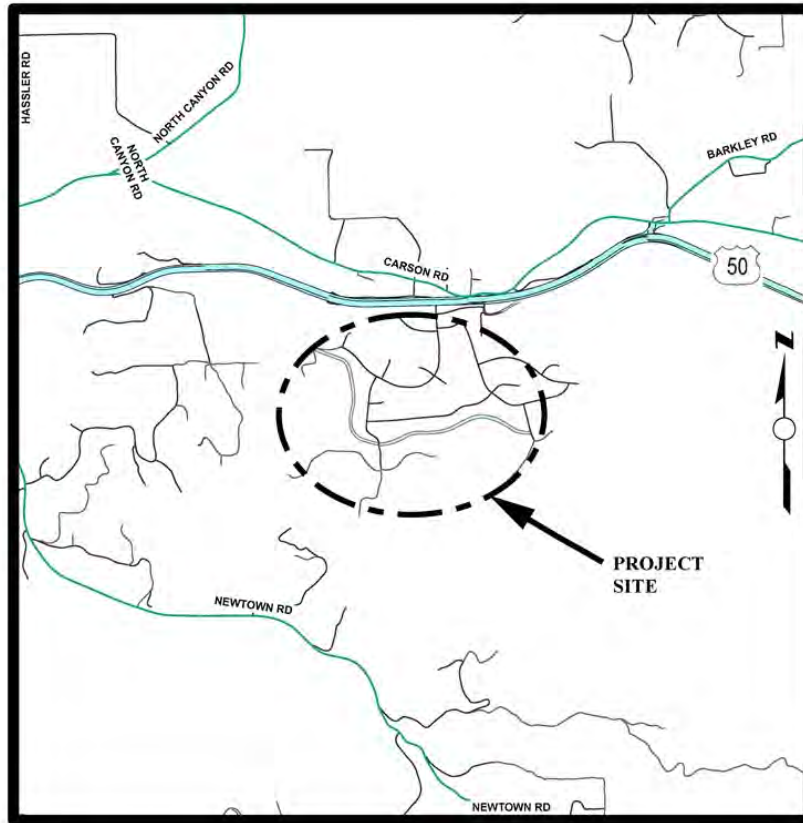 HASSLER RD
NORTH CANYON RD
NORTH
CANYON RD
BARKLEY RD
CARSON RD
50
N
PROJECT
SITE
NEWTOWN RD
NEWTOWN RD